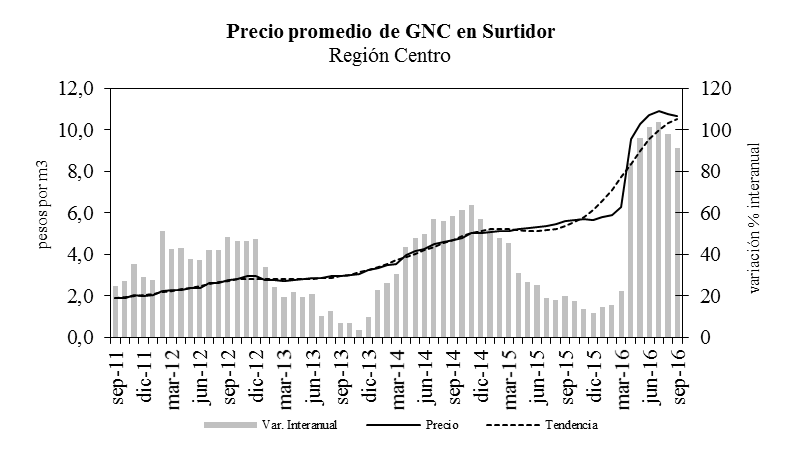 Precio promedio de GNC en Surtidor
Región Centro
pesos por m3
12,0
10,0
8,0
6,0
4,0
2,0
0,0
120
100
80
60
40
20
0
variación % interanual
sep-11
dic-11
mar-12
jun-12
sep-12
dic-12
mar-13
jun-13
sep-13
dic-13
mar-14
jun-14
sep-14
dic-14
mar-15
jun-15
sep-15
dic-15
mar-16
jun-16
sep-16
Var. Interanual Precio Tendencia